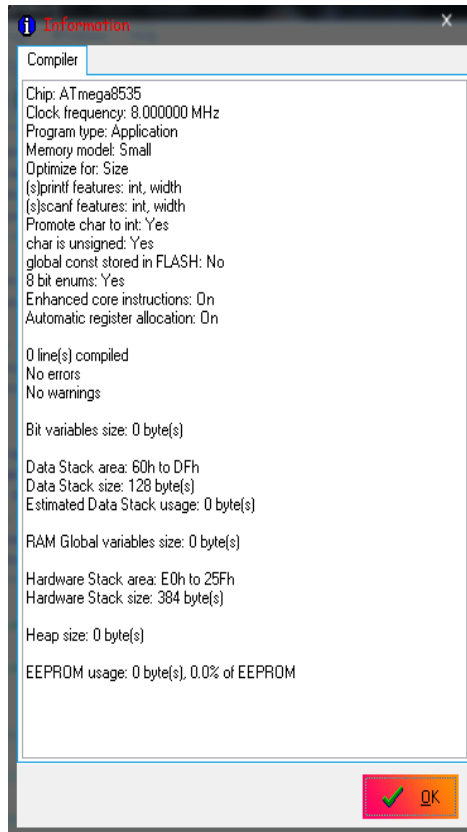 Information
Compiler
Chip: ATmega8535
Clock frequency: 8.000000 MHz
Program type: Application
Memory model: Small
Optimize for: Size
(s)printf features: int, width
(s)scanf features: int, width
Promote char to int: Yes
char is unsigned: Yes
global const stored in FLASH: No
8 bit enums: Yes
Enhanced core instructions: On
Automatic register allocation: On
0 line(s) compiled
No errors
No warnings
Bit variables size: 0 byte(s)
Data Stack area: 60h to DFh
Data Stack size: 128 byte(s)
Estimated Data Stack usage: 0 byte(s)
RAM Global variables size: 0 byte(s)
Hardware Stack area: E0h to 25Fh
Hardware Stack size: 384 byte(s)
Heap size: 0 byte(s)
EEPROM usage: 0 byte(s), 0.0% of EEPROM
OK